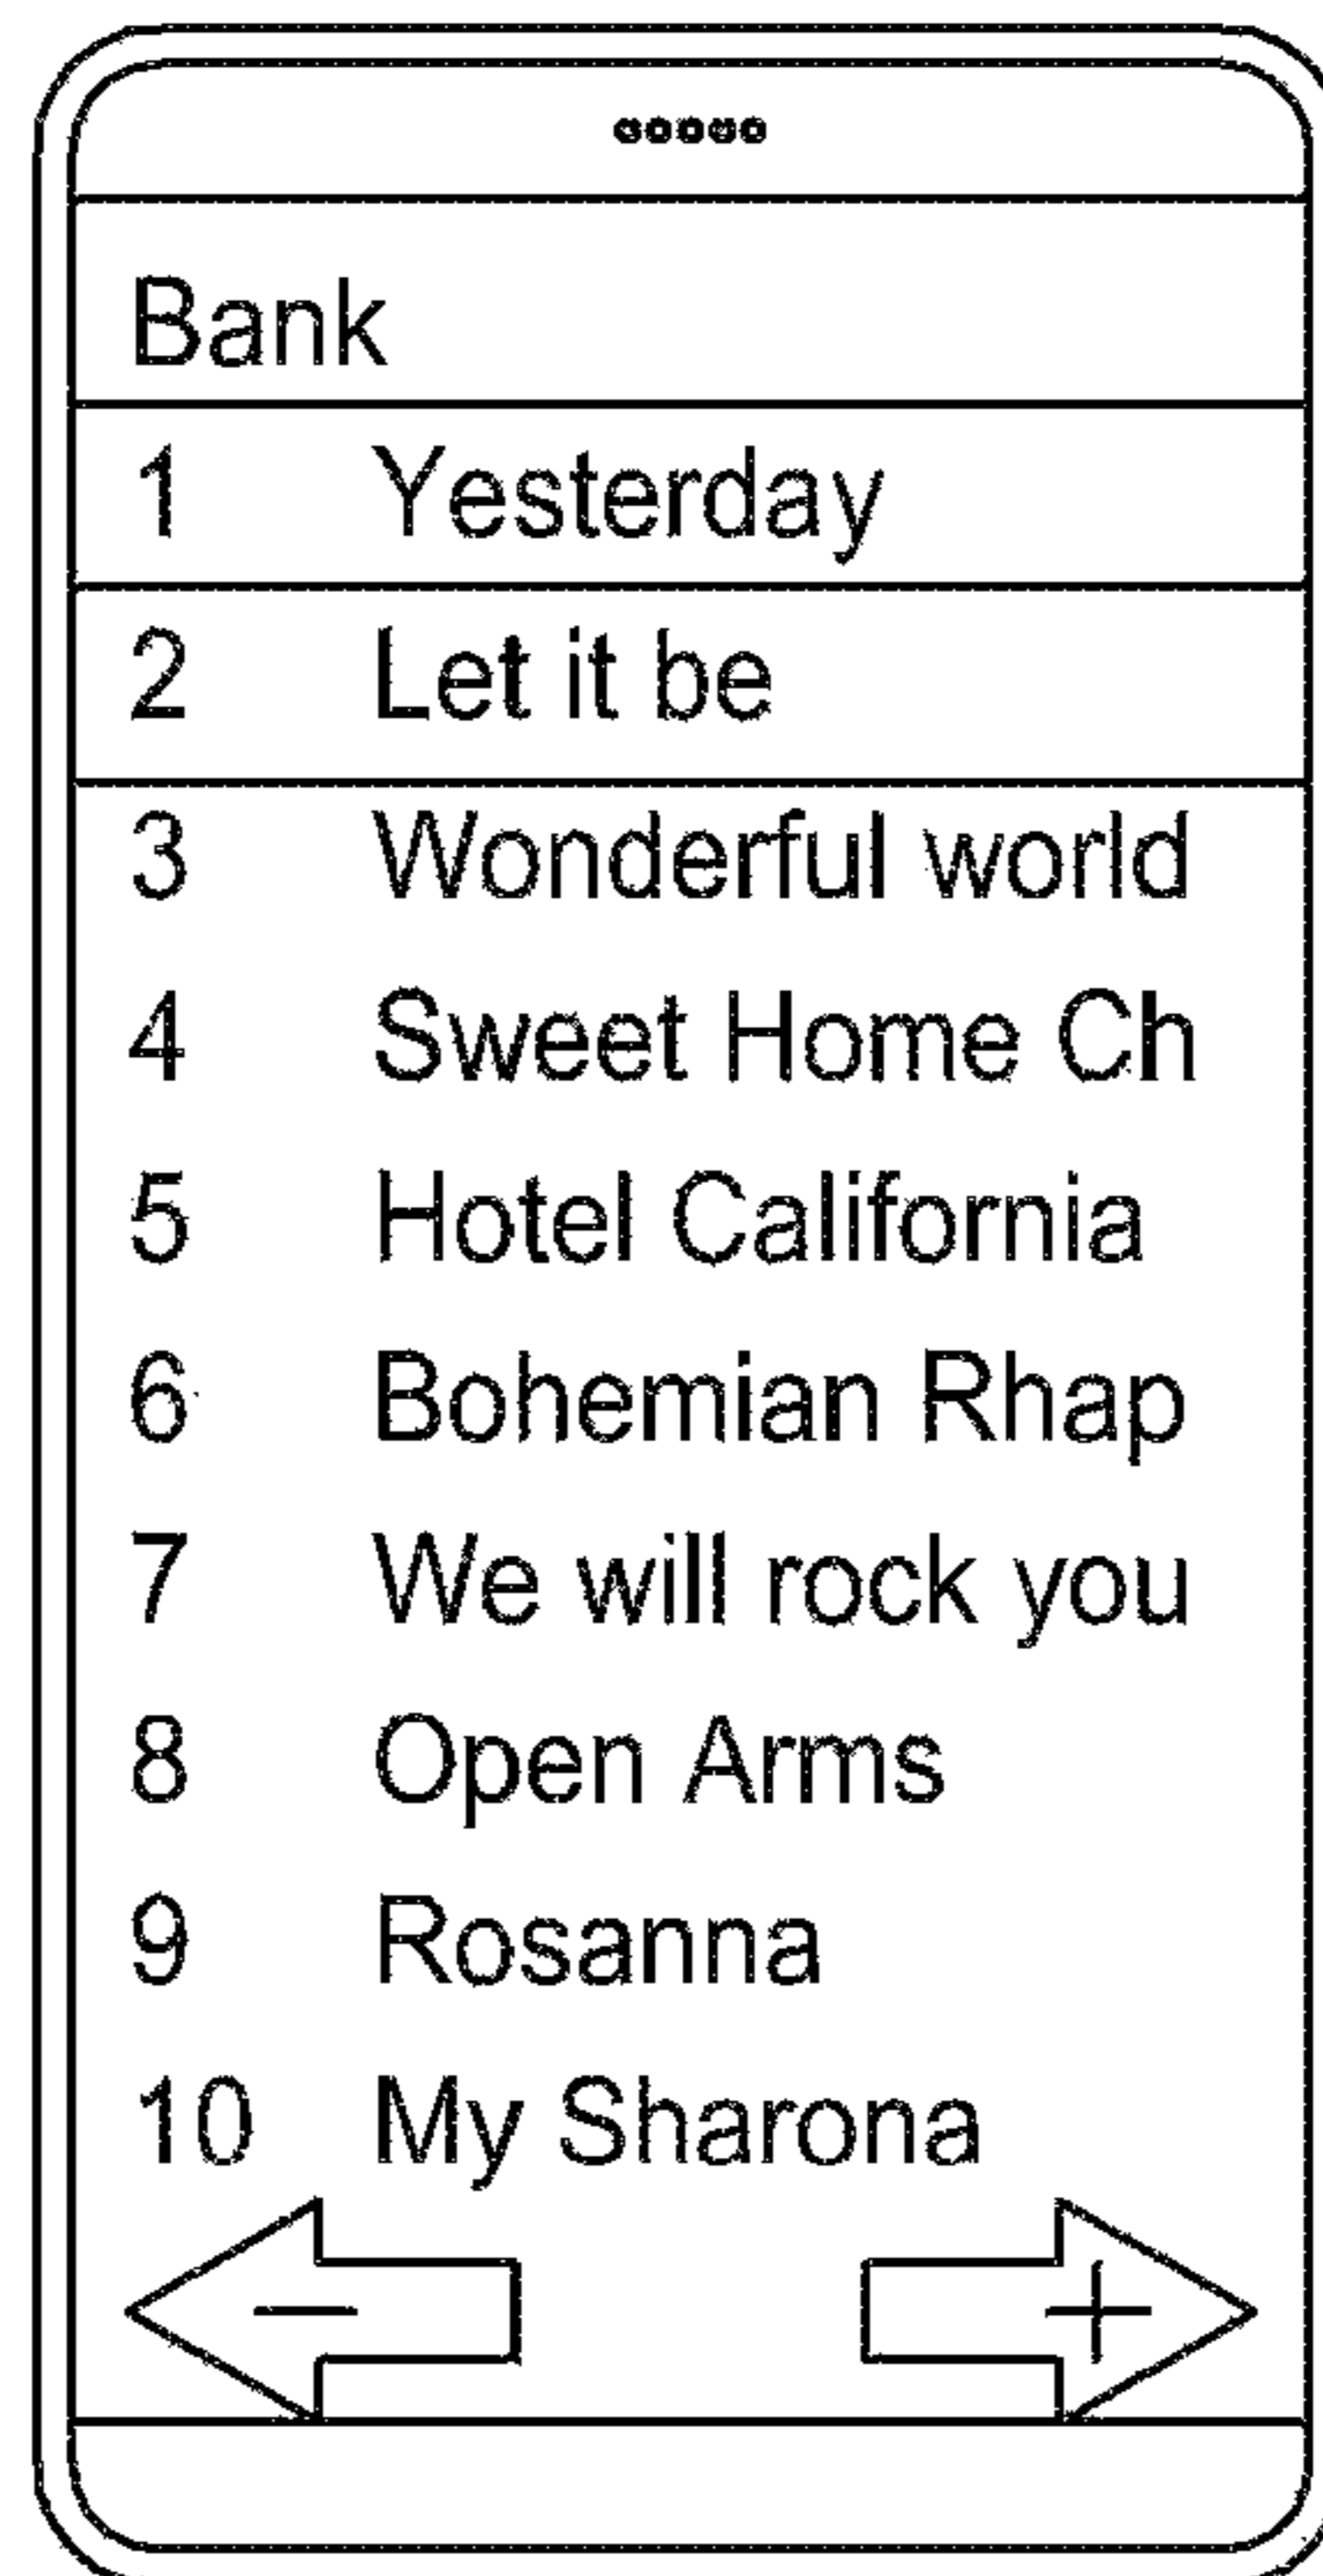 Bank
1 Yesterday
2 Let it be
3 Wonderful world
4 Sweet Home Ch
5 Hotel California
6 Bohemian Rhap
7 We will rock you
8 Open Arms
9 Rosanna
10 My Sharona
− +